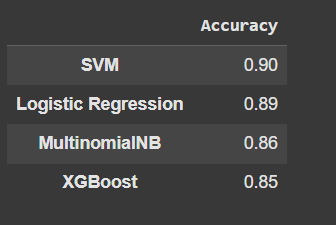 Accuracy
SVM 0.90
Logistic Regression 0.89
MultinomialNB 0.86
XGBoost 0.85